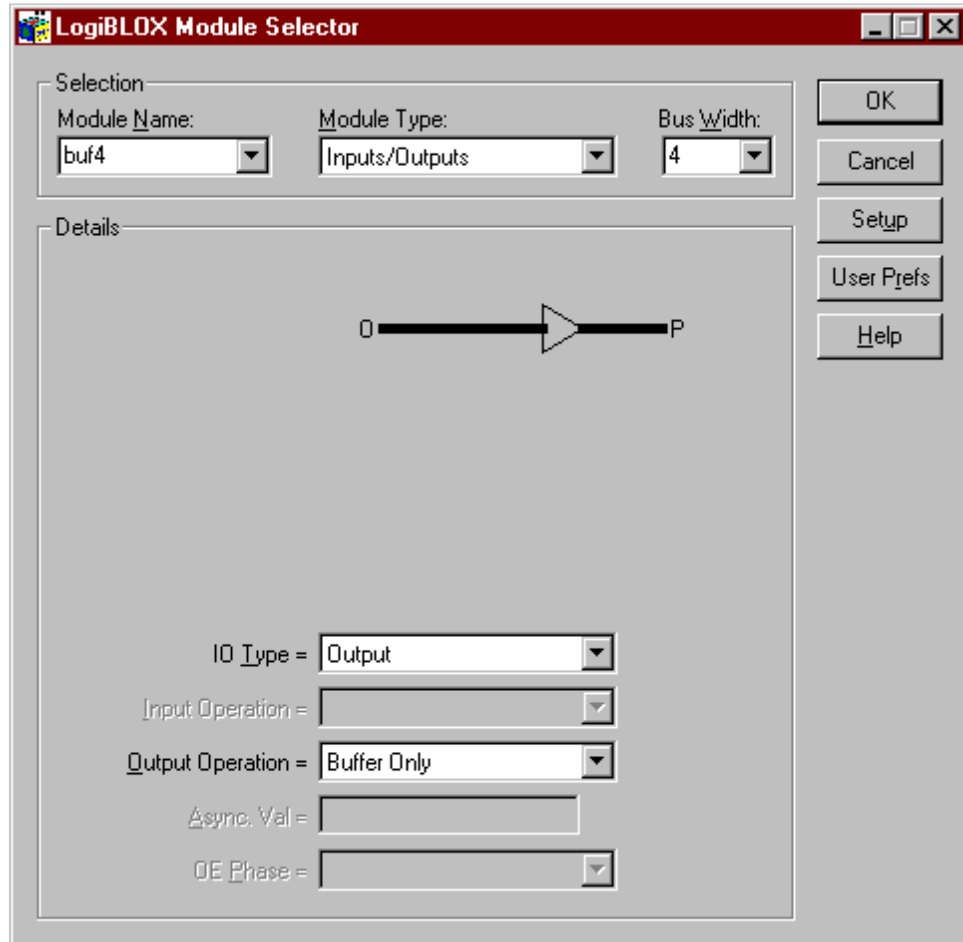 LogiBLOX Module Selector
Selection
Module Name: Module Type: Bus Width:
buf4 Inputs/Outputs 4
OK
Cancel
Setup
User Prefs
Help
Details
O P
IO Type = Output
Input Operation =
Output Operation = Buffer Only
Async. Val =
OE Phase =